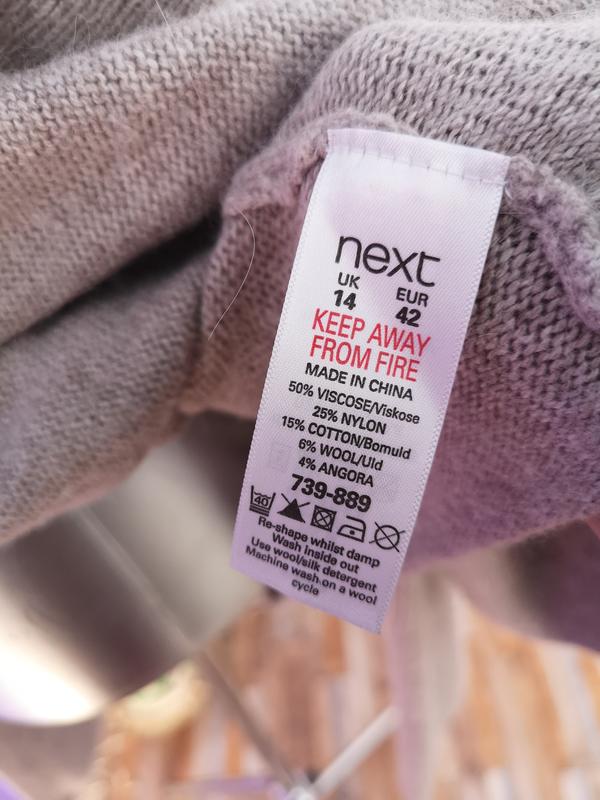 next
UK EUR
14 42
KEEP AWAY
FROM FIRE
MADE IN CHINA
50% VISCOSE/Viskose
25% NYLON
15% COTTON/Bomuld
6% WOOL/Uld
4% ANGORA
739-889
40
Re-shape whilst damp
Wash inside out
Use wool/silk detergent
Machine wash on a wool
cycle